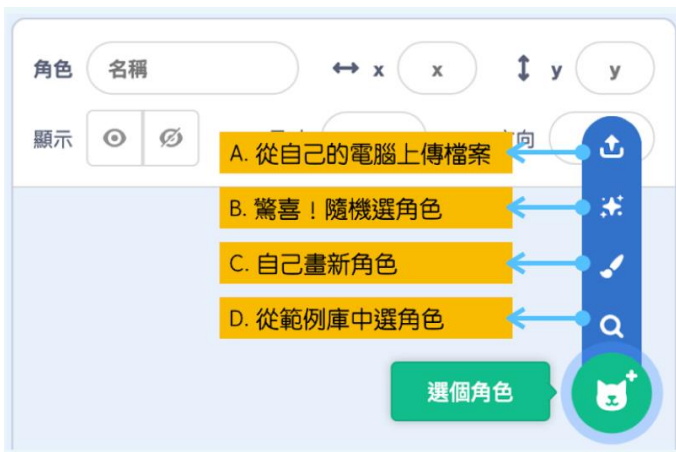 角色 名稱 x x y y
顯示
A. 從自己的電腦上傳檔案
B. 驚喜！隨機選角色
C. 自己畫新角色
D. 從範例庫中選角色
選個角色